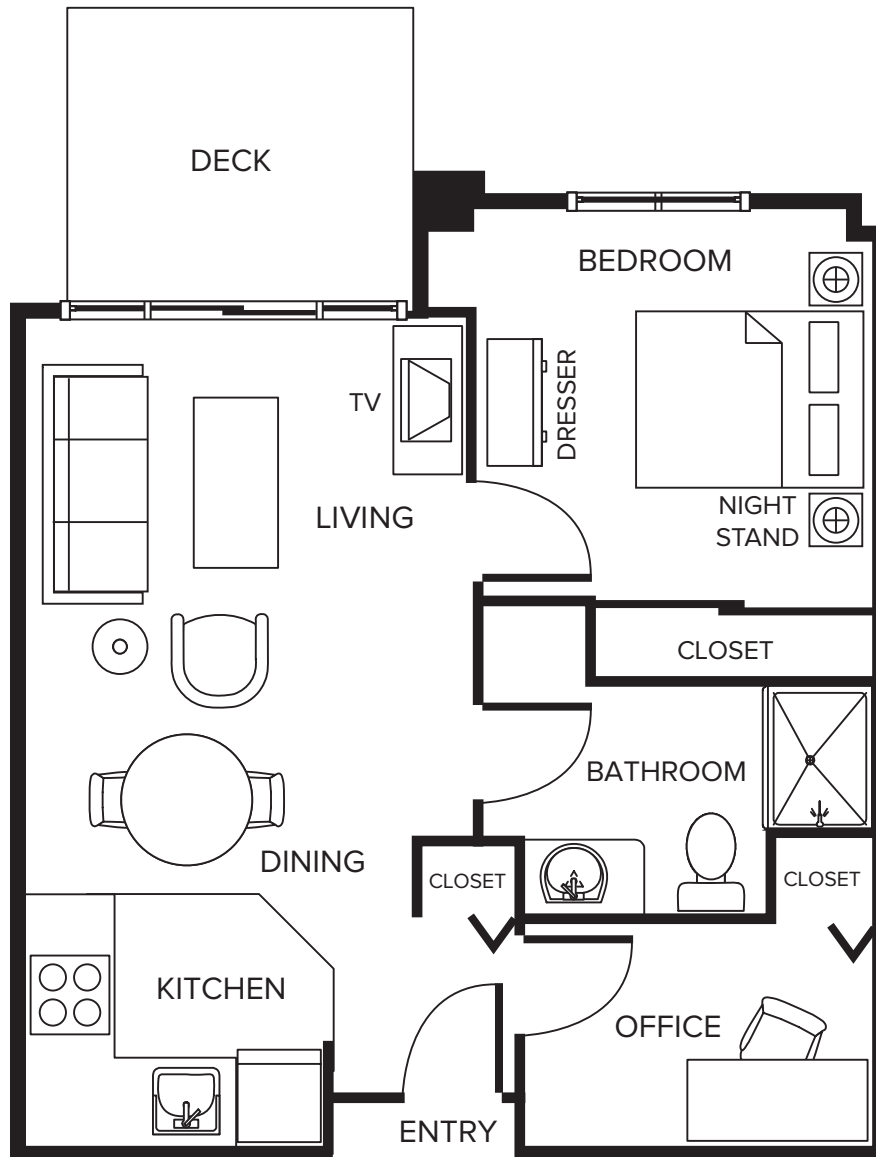 DECK
BEDROOM
TV
DRESSER
LIVING
NIGHT
STAND
CLOSET
BATHROOM
DINING
CLOSET
CLOSET
KITCHEN
OFFICE
ENTRY